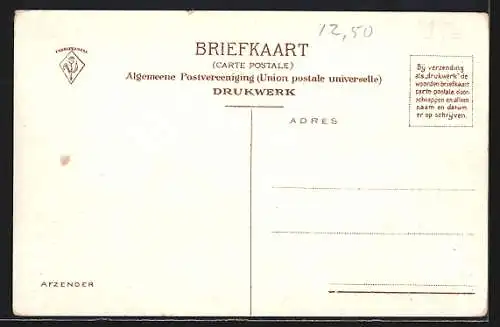 12,50
BRIEFKAART
(CARTE POSTALE)
Algemeene Postvereeniging (Union postale universelle)
DRUKWERK
Bij verzending
als „drukwerk" de
woorden briefkaart
carte postale door-
schrappen en alleen
naam en datum
er op schrijven.
ADRES
AFZENDER